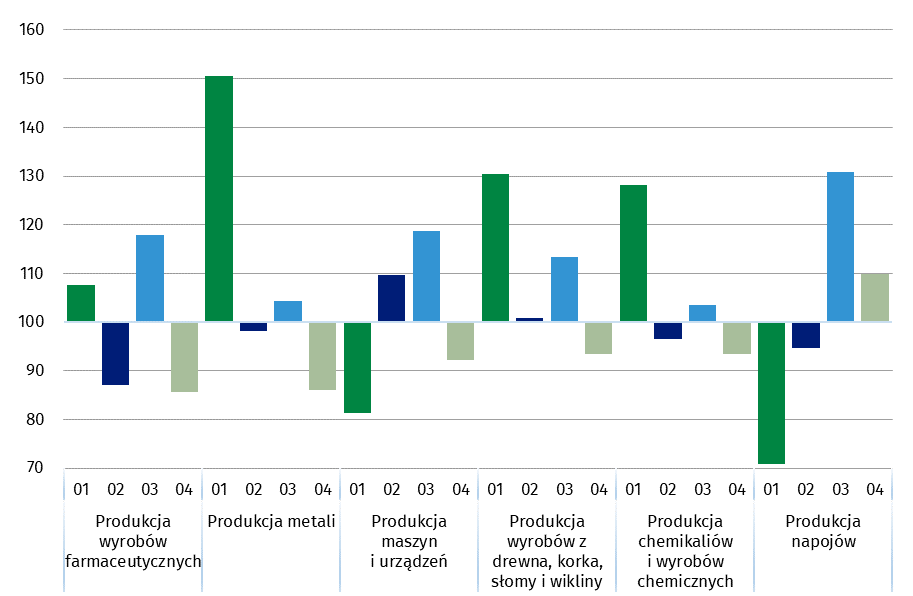 160
150
140
130
120
110
100
90
80
70
01 02 03 04 01 02 03 04 01 02 03 04 01 02 03 04 01 02 03 04 01 02 03 04
Produkcja
wyrobów
farmaceutycznych
Produkcja metali
Produkcja
maszyn
i urządzeń
Produkcja
wyrobów z
drewna, korka,
słomy i wikliny
Produkcja
chemikaliów
i wyrobów
chemicznych
Produkcja
napojów